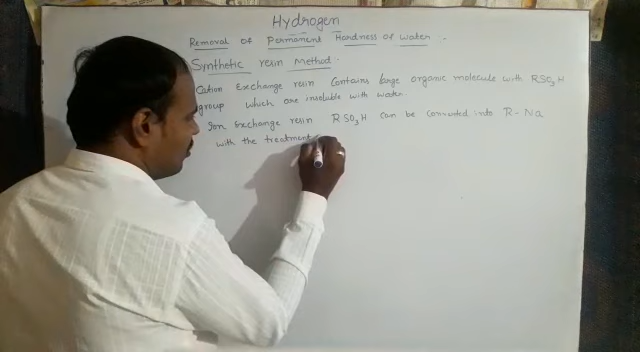 Hydrogen
Removal of Permanent Hardness of water.
Synthetic resin Method.
Cation Exchange resin Contains large organic molecule with RSO3H
group which are insoluble with water.
Ion Exchange resin RSO3H Can be converted into R-Na
with the treatment